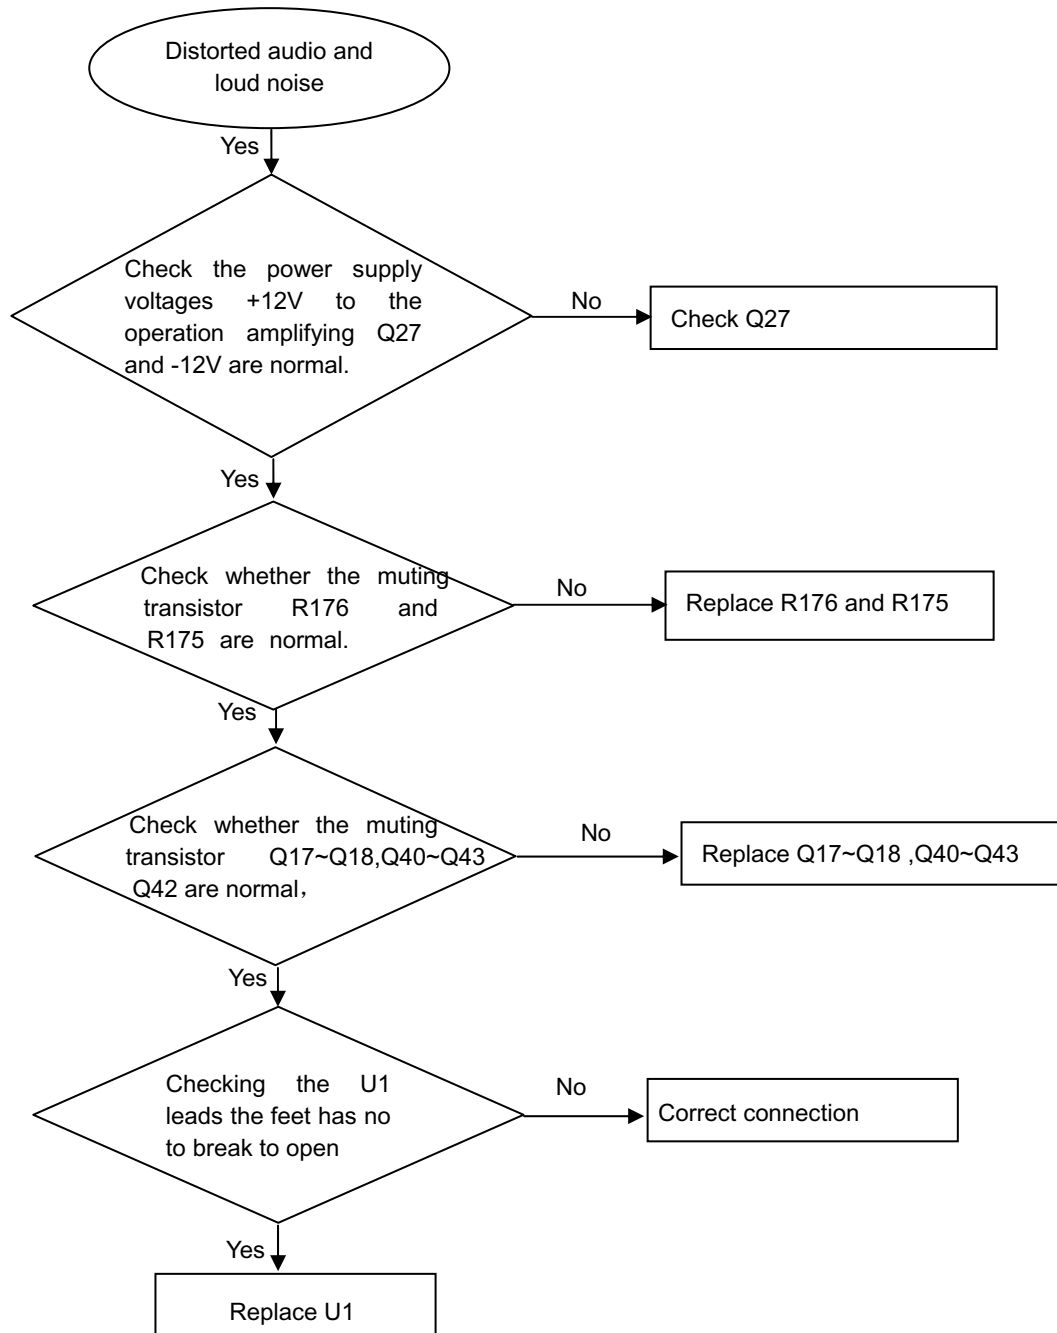 Distorted audio and
loud noise
Yes
Check the power supply
voltages +12V to the
operation amplifying Q27
and -12V are normal.
No
Check Q27
Yes
Check whether the muting
transistor R176 and
R175 are normal.
No
Replace R176 and R175
Yes
Check whether the muting
transistor Q17~Q18,Q40~Q43
Q42 are normal，
No
Replace Q17~Q18 ,Q40~Q43
Yes
Checking the U1
leads the feet has no
to break to open
No
Correct connection
Yes
Replace U1